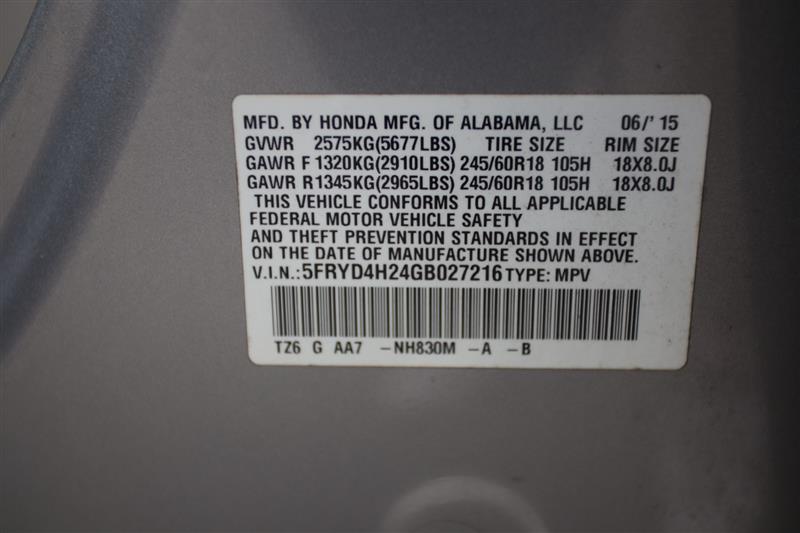 MFD. BY HONDA MFG. OF ALABAMA, LLC 06/'15
GVWR 2575KG(5677LBS) TIRE SIZE RIM SIZE
GAWR F 1320KG(2910LBS) 245/60R18 105H 18X8.0J
GAWR R1345KG(2965LBS) 245/60R18 105H 18X8.0J
THIS VEHICLE CONFORMS TO ALL APPLICABLE
FEDERAL MOTOR VEHICLE SAFETY
AND THEFT PREVENTION STANDARDS IN EFFECT
ON THE DATE OF MANUFACTURE SHOWN ABOVE.
V.I.N.:5FRYD4H24GB027216 TYPE: MPV
TZ6 G AA7 -NH830M -A -B